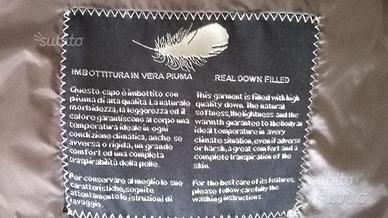 subito
IMBOTTITURA IN VERA PIUMA
Questo capo è imbottito con
piuma di alta qualità. La naturale
morbidezza, la leggerezza ed il
calore garantiscono al corpo una
temperatura ideale in ogni
condizione climatica, anche se
avversa o rigida, un grande
comfort ed una completa
traspirabilità della pelle.
Per conservare al meglio le sue
caratteristiche, seguite
attentamente le istruzioni di
lavaggio.
REAL DOWN FILLED
This garment is filled with high
quality down. The natural
softness, the lightness and the
warmth guarantee to the body an
ideal temperature in avery
climate situation, even if adverse
or harsh, a great comfort and
complete transpiration of the
skin.
For the best care of its features,
please follow carefully the
washing instructions.
subito